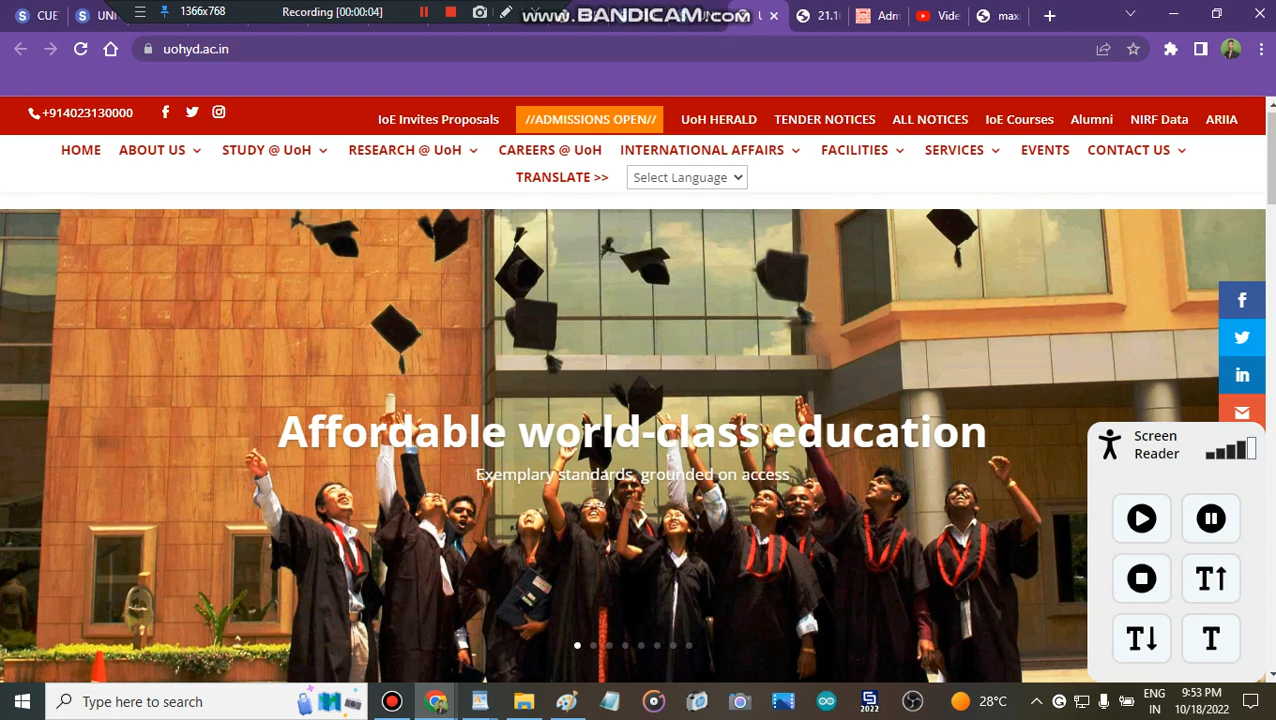 CUE
UNI
1366x768
Recording [00:00:04]
WWW.BANDICAM.COM
21.1
Adm
Vide
max
uohyd.ac.in
+914023130000
IoE Invites Proposals
//ADMISSIONS OPEN//
UoH HERALD
TENDER NOTICES
ALL NOTICES
IoE Courses
Alumni
NIRF Data
ARIIA
HOME
ABOUT US
STUDY @ UoH
RESEARCH @ UoH
CAREERS @ UoH
INTERNATIONAL AFFAIRS
FACILITIES
SERVICES
EVENTS
CONTACT US
TRANSLATE >>
Select Language
Affordable world-class education
Exemplary standards, grounded on access
Screen
Reader
T↑
T↓
T
Type here to search
2022
28°C
ENG
IN
9:53 PM
10/18/2022